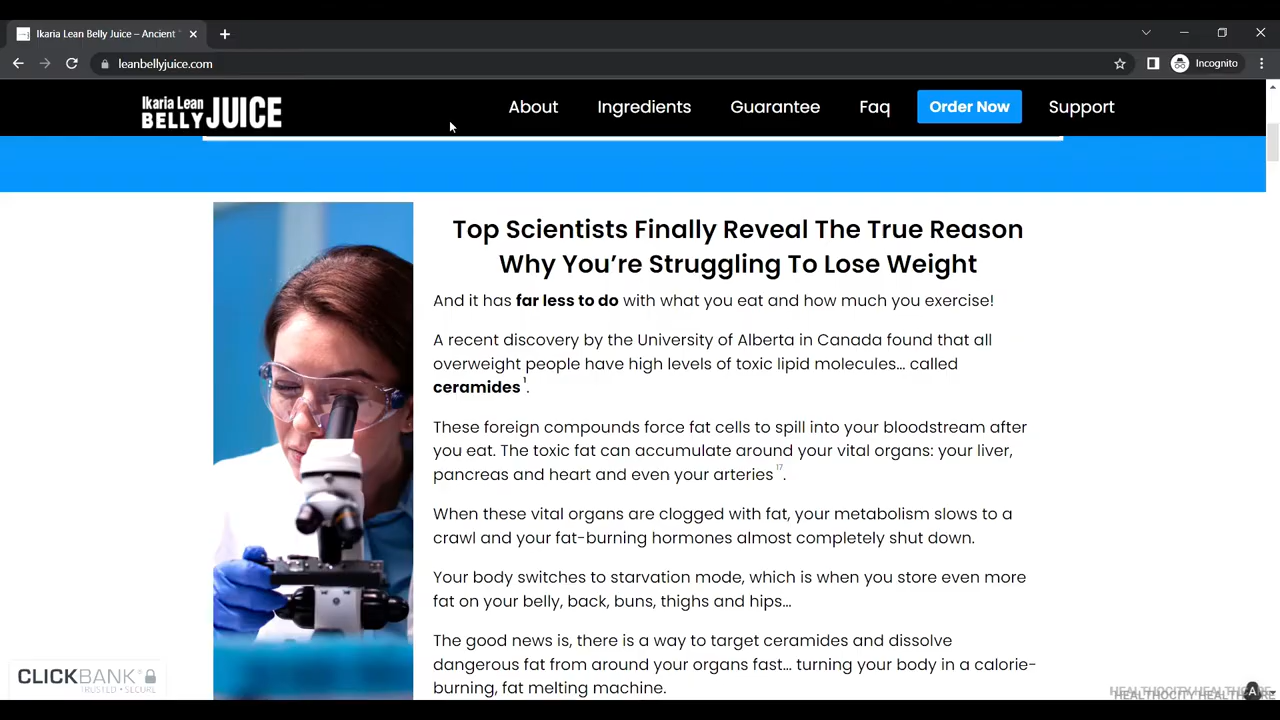 Ikaria Lean Belly Juice – Ancient
leanbellyjuice.com
Incognito
Ikaria Lean
BELLY JUICE
About
Ingredients
Guarantee
Faq
Order Now
Support
Top Scientists Finally Reveal The True Reason
Why You're Struggling To Lose Weight
And it has far less to do with what you eat and how much you exercise!
A recent discovery by the University of Alberta in Canada found that all
overweight people have high levels of toxic lipid molecules... called
ceramides 1.
These foreign compounds force fat cells to spill into your bloodstream after
you eat. The toxic fat can accumulate around your vital organs: your liver,
pancreas and heart and even your arteries 17.
When these vital organs are clogged with fat, your metabolism slows to a
crawl and your fat-burning hormones almost completely shut down.
Your body switches to starvation mode, which is when you store even more
fat on your belly, back, buns, thighs and hips...
The good news is, there is a way to target ceramides and dissolve
dangerous fat from around your organs fast... turning your body in a calorie-
burning, fat melting machine.
CLICKBANK
TRUSTED • SECURE
HEALTHOCITY HEALTHCARE
A